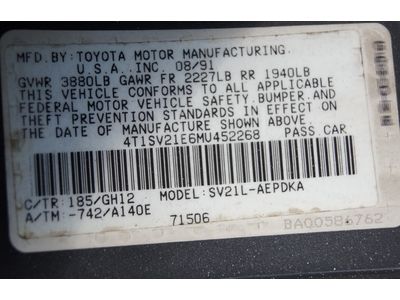 MFD.BY:TOYOTA MOTOR MANUFACTURING.
U.S.A., INC. 08/91
GVWR 3880LB GAWR FR 2227LB RR 1940LB
THIS VEHICLE CONFORMS TO ALL APPLICABLE
FEDERAL MOTOR VEHICLE SAFETY.BUMPER.AND
THEFT PREVENTION STANDARDS IN EFFECT ON
THE DATE OF MANUFACTURE SHOWN ABOVE.
4T1SV21E6MU452268 PASS.CAR
C/TR:185/GH12 MODEL:SV21L-AEPDKA
A/TM:-742/A140E 71506
BA00586762